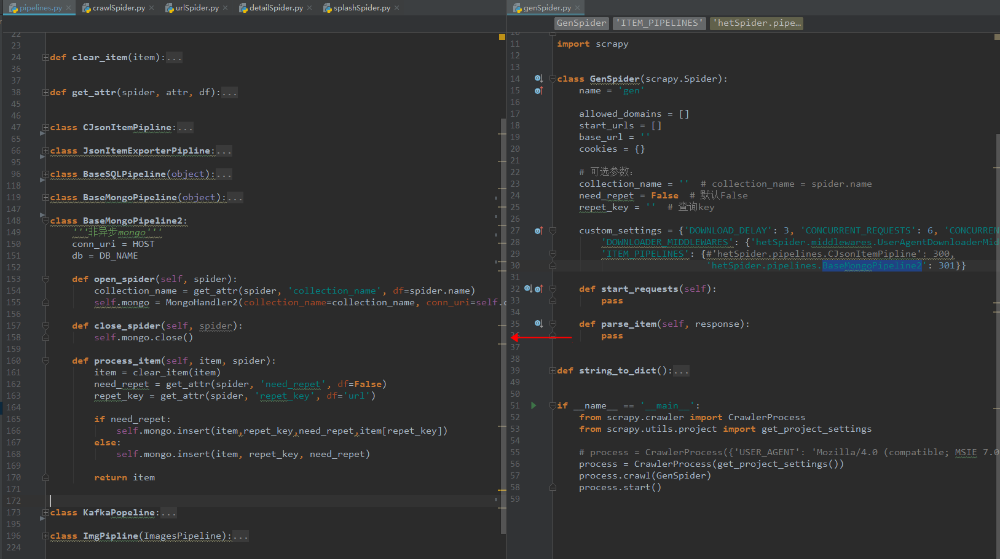 pipelines.py
crawlSpider.py
urlSpider.py
detailSpider.py
splashSpider.py
22
23
24 def clear_item(item):...
36
37
38 def get_attr(spider, attr, df):...
45
46
47 class CJsonItemPipline:...
65
66 class JsonItemExporterPipline:...
95
96 class BaseSQLPipeline(object):...
118
119 class BaseMongoPipeline(object):...
147
148 class BaseMongoPipeline2:
149 '''非异步mongo'''
150 conn_uri = HOST
151 db = DB_NAME
152
153 def open_spider(self, spider):
154 collection_name = get_attr(spider, 'collection_name', df=spider.name)
155 self.mongo = MongoHandler2(collection_name=collection_name, conn_uri=self.c
156
157 def close_spider(self, spider):
158 self.mongo.close()
159
160 def process_item(self, item, spider):
161 item = clear_item(item)
162 need_repet = get_attr(spider, 'need_repet', df=False)
163 repet_key = get_attr(spider, 'repet_key', df='url')
164
165 if need_repet:
166 self.mongo.insert(item,repet_key,need_repet,item[repet_key])
167 else:
168 self.mongo.insert(item, repet_key, need_repet)
169
170 return item
171
172
173 class KafkaPopeline:...
195
196 class ImgPipline(ImagesPipeline):...
224
genSpider.py
GenSpider 'ITEM_PIPELINES' 'hetSpider.pipe…
10
11 import scrapy
12
13
14 class GenSpider(scrapy.Spider):
15 name = 'gen'
16
17 allowed_domains = []
18 start_urls = []
19 base_url = ''
20 cookies = {}
21
22 # 可选参数:
23 collection_name = '' # collection_name = spider.name
24 need_repet = False # 默认False
25 repet_key = '' # 查询key
26
27 custom_settings = {'DOWNLOAD_DELAY': 3, 'CONCURRENT_REQUESTS': 6, 'CONCURREN
28 'DOWNLOADER_MIDDLEWARES': {'hetSpider.middlewares.UserAgentDownloaderMid
29 'ITEM_PIPELINES': {#'hetSpider.pipelines.CJsonItemPipline': 300,
30 'hetSpider.pipelines.BaseMongoPipeline2': 301}}
31
32 def start_requests(self):
33 pass
34
35 def parse_item(self, response):
36 pass
37
38
39 def string_to_dict():...
49
50
51 if __name__ == '__main__':
52 from scrapy.crawler import CrawlerProcess
53 from scrapy.utils.project import get_project_settings
54
55 # process = CrawlerProcess({'USER_AGENT': 'Mozilla/4.0 (compatible; MSIE 7.0
56 process = CrawlerProcess(get_project_settings())
57 process.crawl(GenSpider)
58 process.start()
59